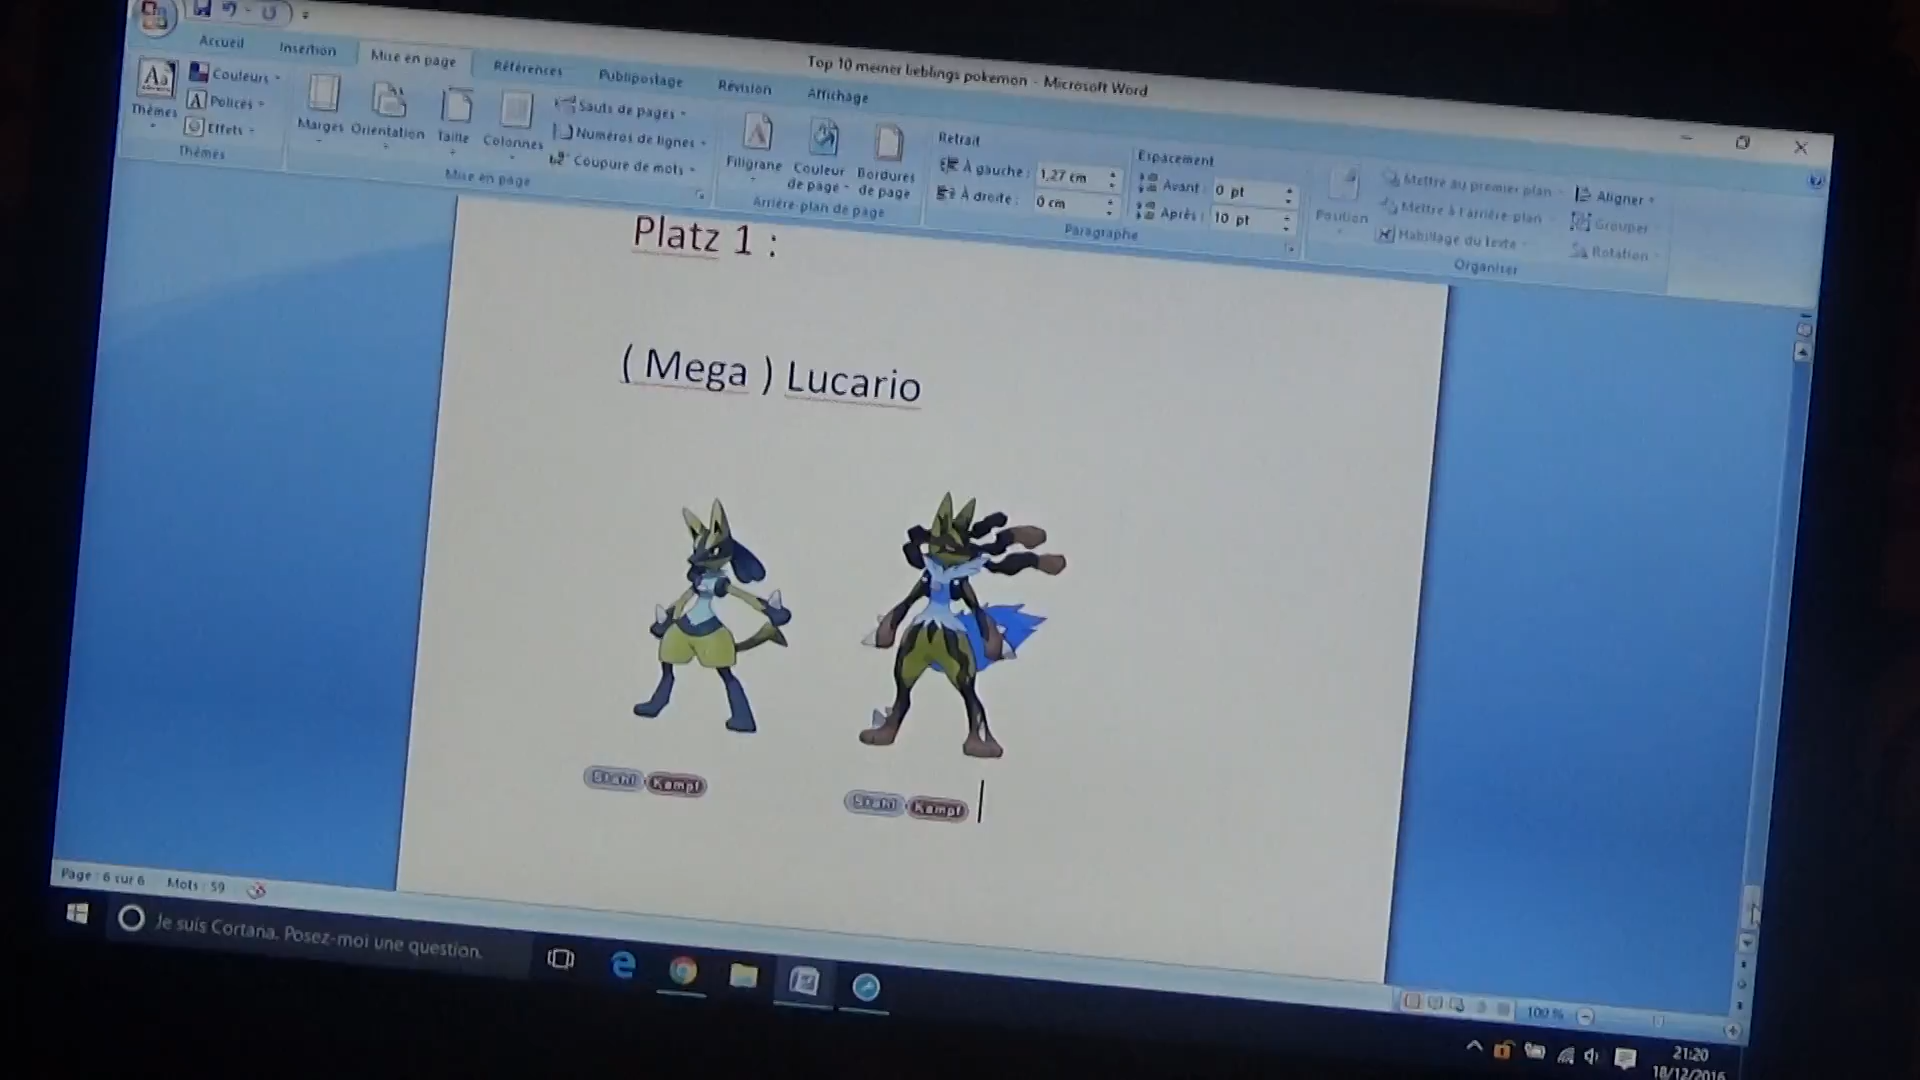 Top 10 meiner lieblings pokemon - Microsoft Word
Accueil Insertion Mise en page Références Publipostage Révision Affichage
Thèmes
Couleurs
Polices
Effets
Thèmes
Marges Orientation Taille Colonnes
Sauts de pages
Numéros de lignes
Coupure de mots
Mise en page
Filigrane Couleur de page Bordures de page
Arrière-plan de page
Retrait
À gauche : 1,27 cm
À droite : 0 cm
Espacement
Avant : 0 pt
Après : 10 pt
Paragraphe
Position
Mettre au premier plan
Mettre à l'arrière-plan
Habillage du texte
Aligner
Grouper
Rotation
Organiser
Platz 1 :
( Mega ) Lucario
Stahl Kampf
Stahl Kampf
Page : 6 sur 6 Mots : 59
100 %
Je suis Cortana. Posez-moi une question.
21:20
18/12/2016